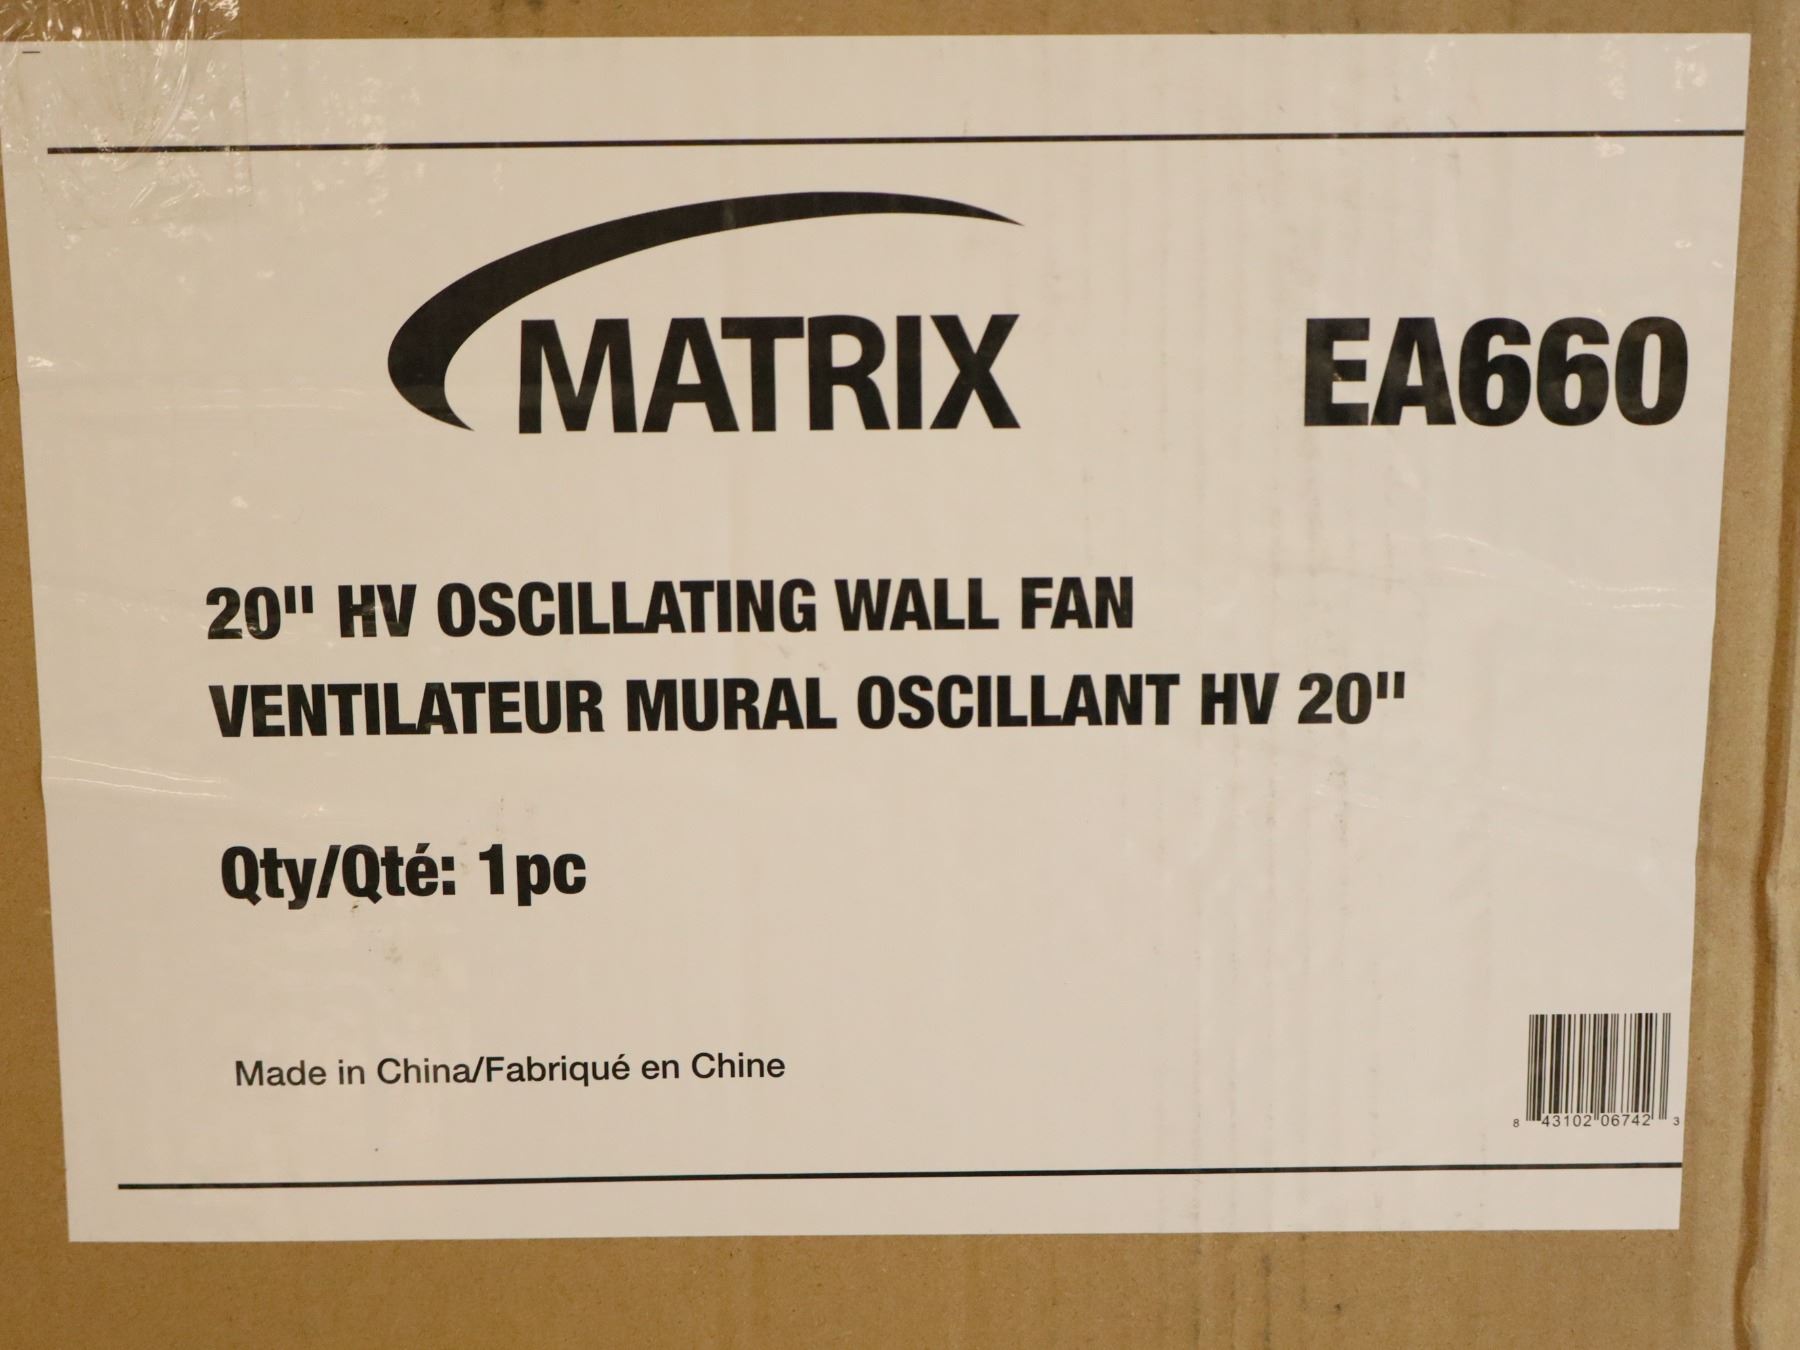 MATRIX EA660
20" HV OSCILLATING WALL FAN
VENTILATEUR MURAL OSCILLANT HV 20"
Qty/Qté: 1pc
Made in China/Fabriqué en Chine
8 43102 06742 3